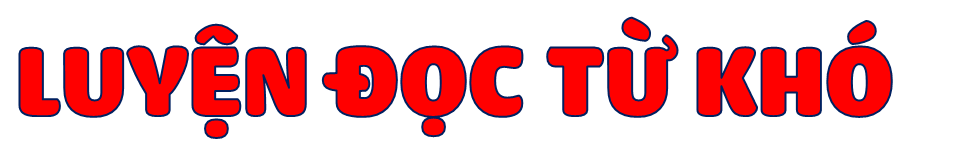 LUYỆN ĐỌC TỪ KHÓ